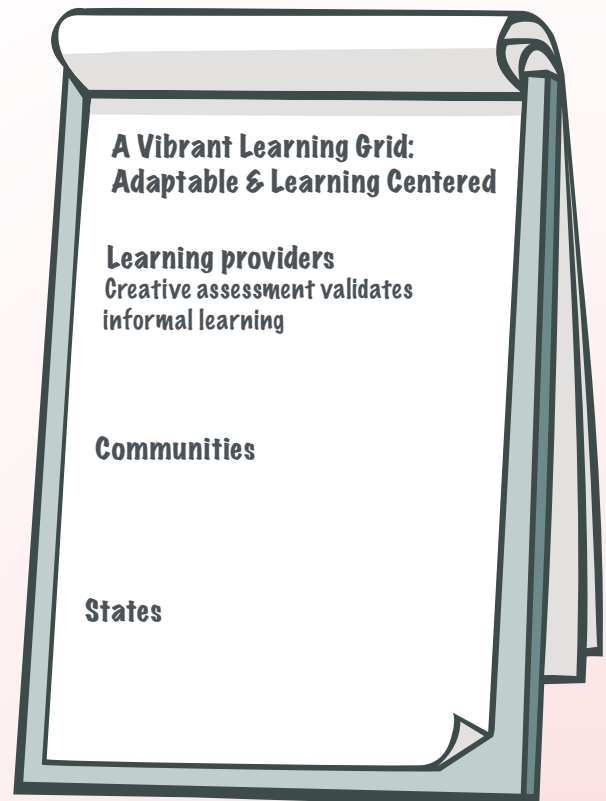 A Vibrant Learning Grid:
Adaptable & Learning Centered
Learning providers
Creative assessment validates
informal learning
Communities
States